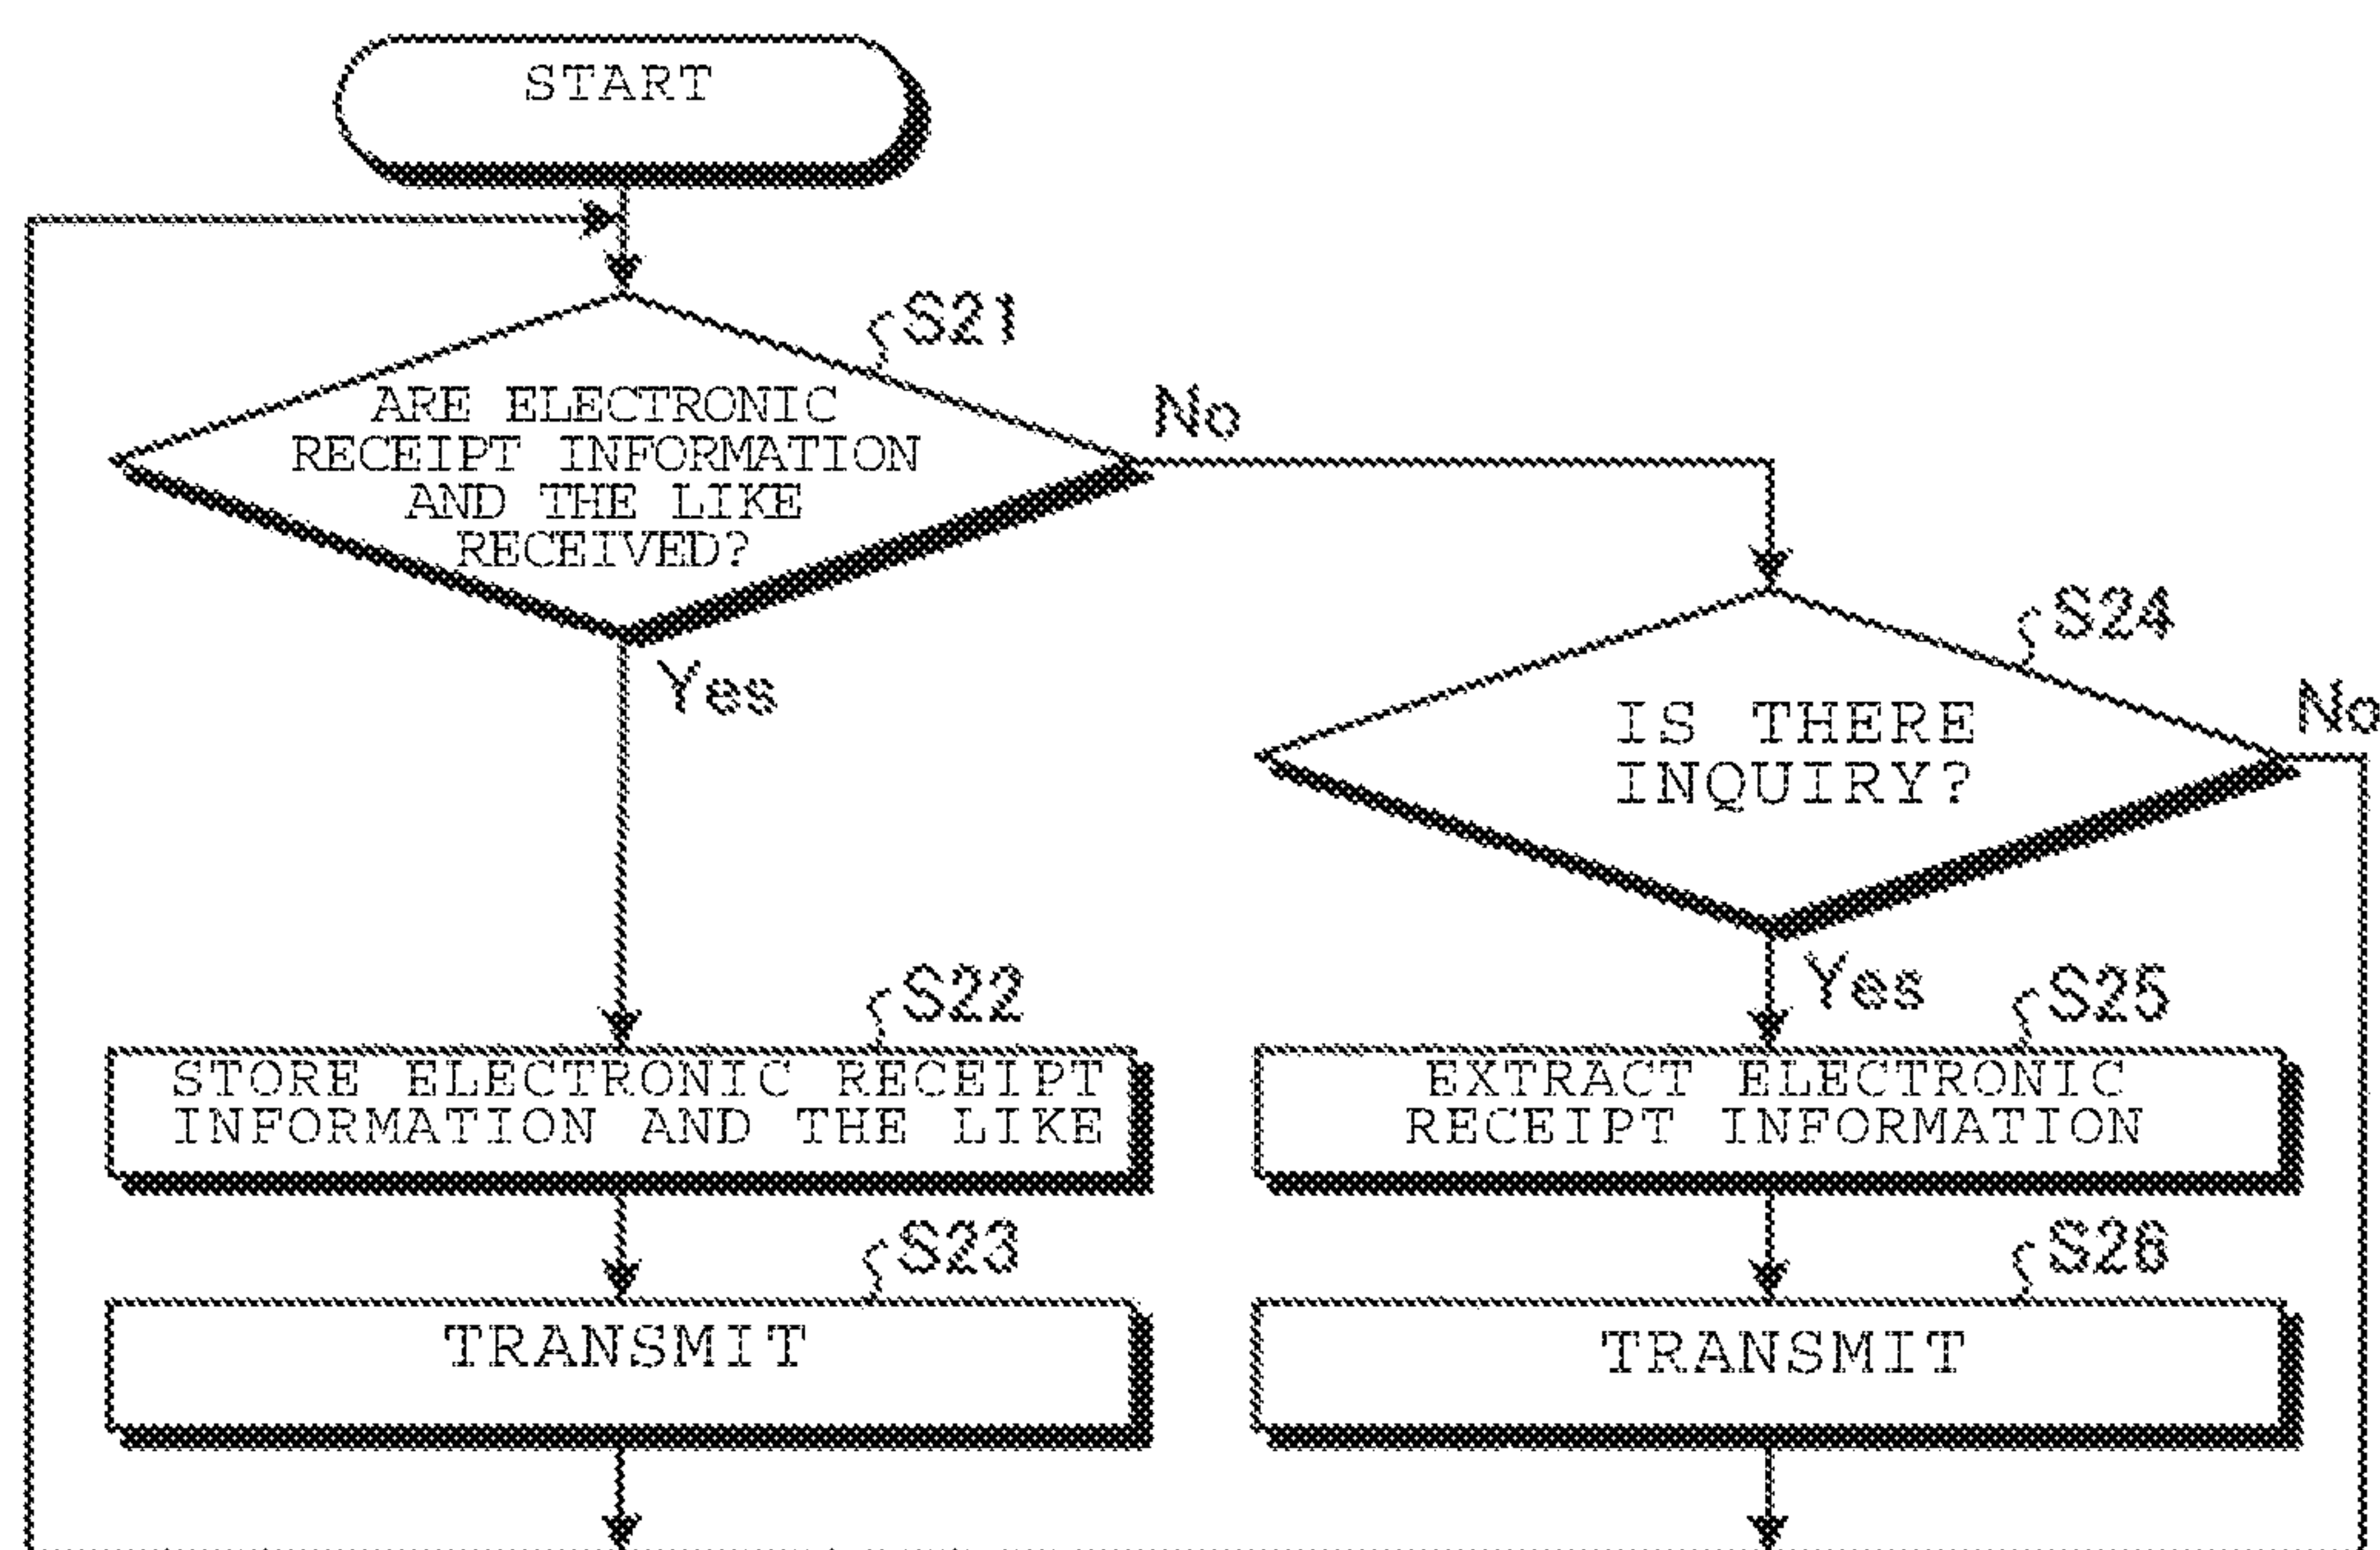 START
S21
ARE ELECTRONIC
RECEIPT INFORMATION
AND THE LIKE
RECEIVED?
No
Yes
S24
IS THERE
INQUIRY?
No
Yes
S22
STORE ELECTRONIC RECEIPT
INFORMATION AND THE LIKE
S25
EXTRACT ELECTRONIC
RECEIPT INFORMATION
S23
TRANSMIT
S26
TRANSMIT